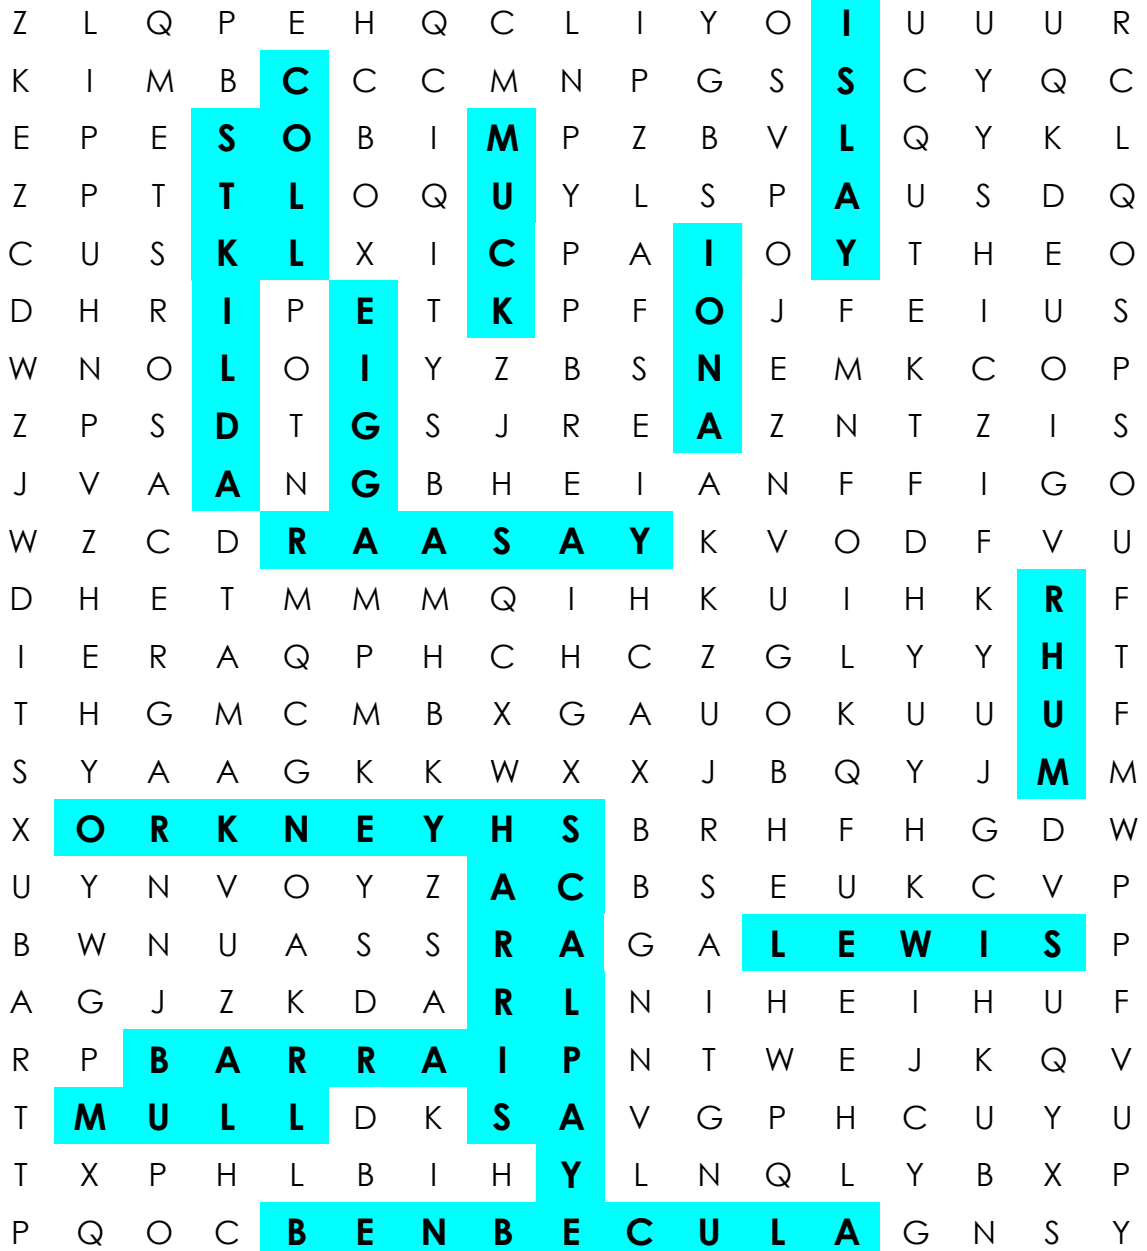 Z L Q P E H Q C L I Y O I U U U R
K I M B C C C M N P G S S C Y Q C
E P E S O B I M P Z B V L Q Y K L
Z P T T L O Q U Y L S P A U S D Q
C U S K L X I C P A I O Y T H E O
D H R I P E T K P F O J F E I U S
W N O L O I Y Z B S N E M K C O P
Z P S D T G S J R E A Z N T Z I S
J V A A N G B H E I A N F F I G O
W Z C D R A A S A Y K V O D F V U
D H E T M M M Q I H K U I H K R F
I E R A Q P H C H C Z G L Y Y H T
T H G M C M B X G A U O K U U U F
S Y A A G K K W X X J B Q Y J M M
X O R K N E Y H S B R H F H G D W
U Y N V O Y Z A C B S E U K C V P
B W N U A S S R A G A L E W I S P
A G J Z K D A R L N I H E I H U F
R P B A R R A I P N T W E J K Q V
T M U L L D K S A V G P H C U Y U
T X P H L B I H Y L N Q L Y B X P
P Q O C B E N B E C U L A G N S Y